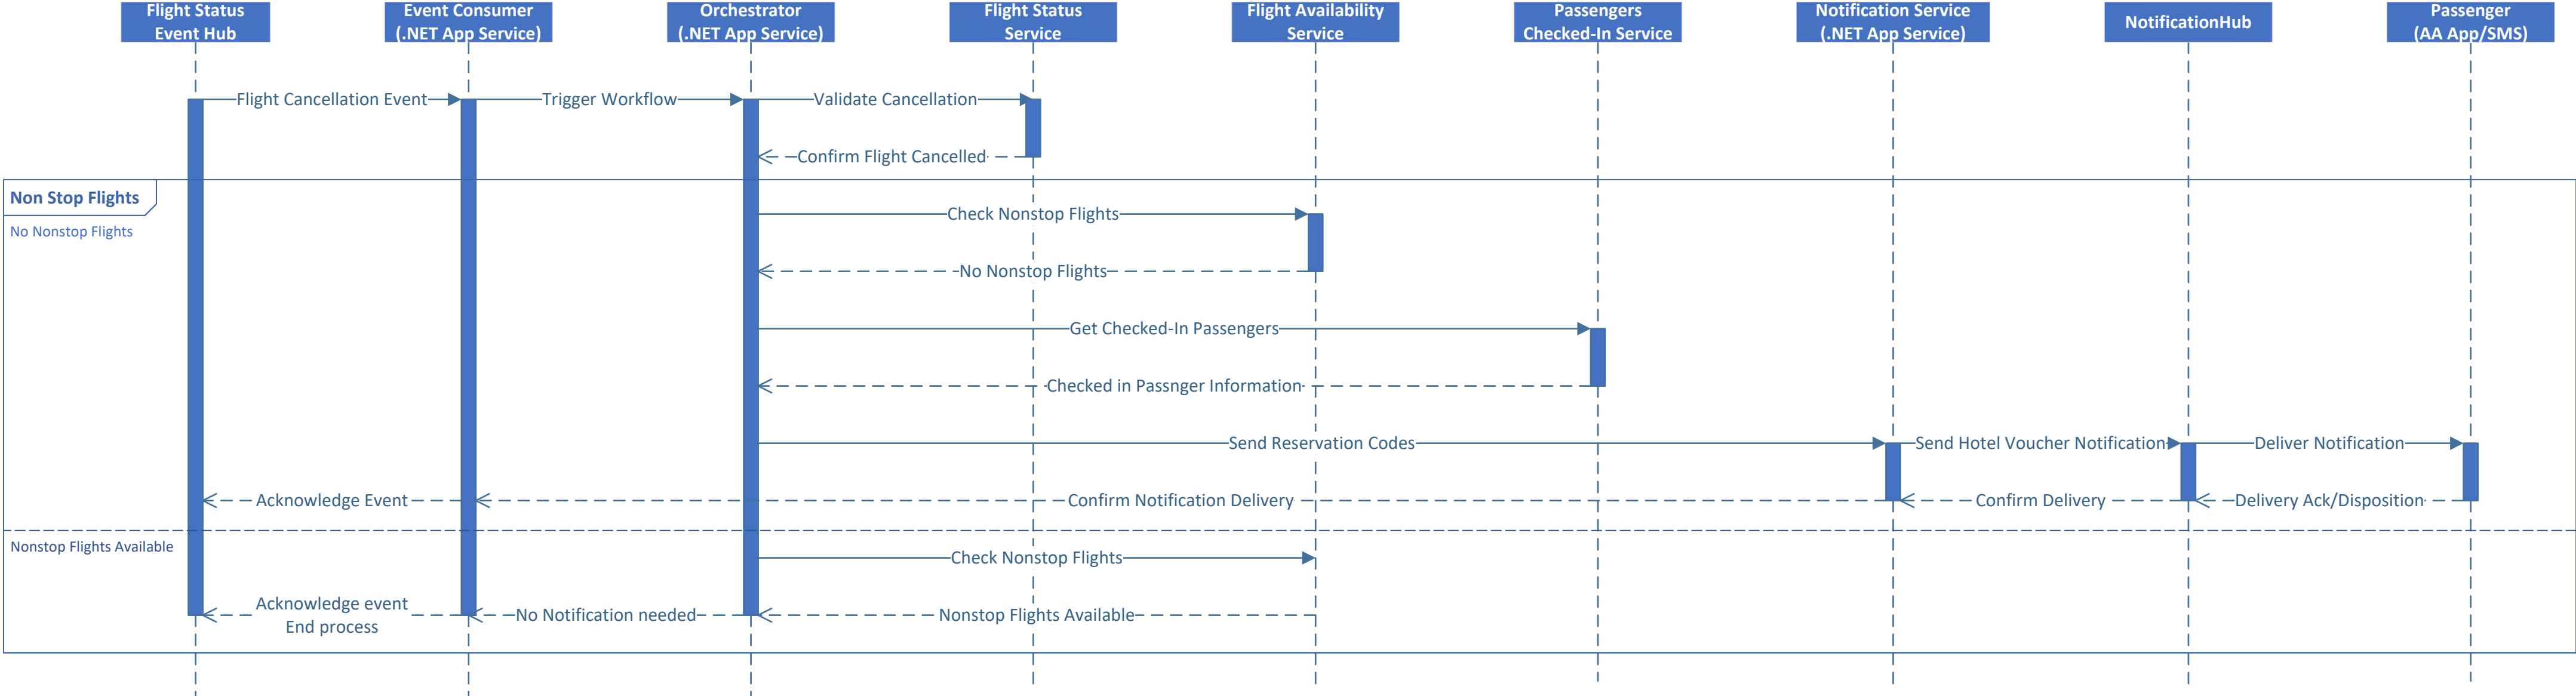 Flight Status
Event Hub
Event Consumer
(.NET App Service)
Orchestrator
(.NET App Service)
Flight Status
Service
Flight Availability
Service
Passengers
Checked-In Service
Notification Service
(.NET App Service)
NotificationHub
Passenger
(AA App/SMS)
Flight Cancellation Event
Trigger Workflow
Validate Cancellation
Confirm Flight Cancelled
Non Stop Flights
No Nonstop Flights
Check Nonstop Flights
No Nonstop Flights
Get Checked-In Passengers
Checked in Passnger Information
Send Reservation Codes
Send Hotel Voucher Notification
Deliver Notification
Acknowledge Event
Confirm Notification Delivery
Confirm Delivery
Delivery Ack/Disposition
Nonstop Flights Available
Check Nonstop Flights
Acknowledge event
End process
No Notification needed
Nonstop Flights Available